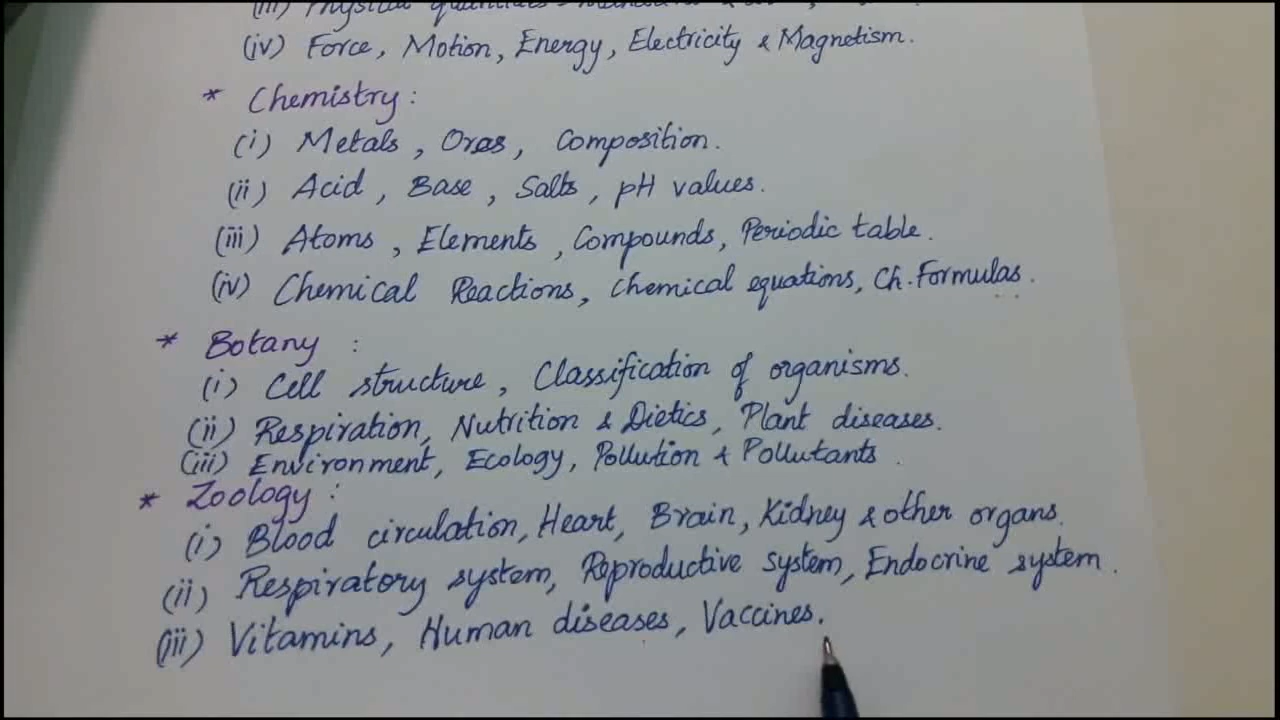 (iii) Physical quantities
(iv) Force, Motion, Energy, Electricity & Magnetism.
* Chemistry:
(i) Metals, Ores, Composition.
(ii) Acid, Base, Salts, pH values.
(iii) Atoms, Elements, Compounds, Periodic table.
(iv) Chemical Reactions, Chemical equations, Ch. Formulas.
* Botany :
(i) Cell structure, Classification of organisms.
(ii) Respiration, Nutrition & Dietics, Plant diseases.
(iii) Environment, Ecology, Pollution & Pollutants.
* Zoology :
(i) Blood circulation, Heart, Brain, Kidney & other organs.
(ii) Respiratory system, Reproductive system, Endocrine system.
(iii) Vitamins, Human diseases, Vaccines.